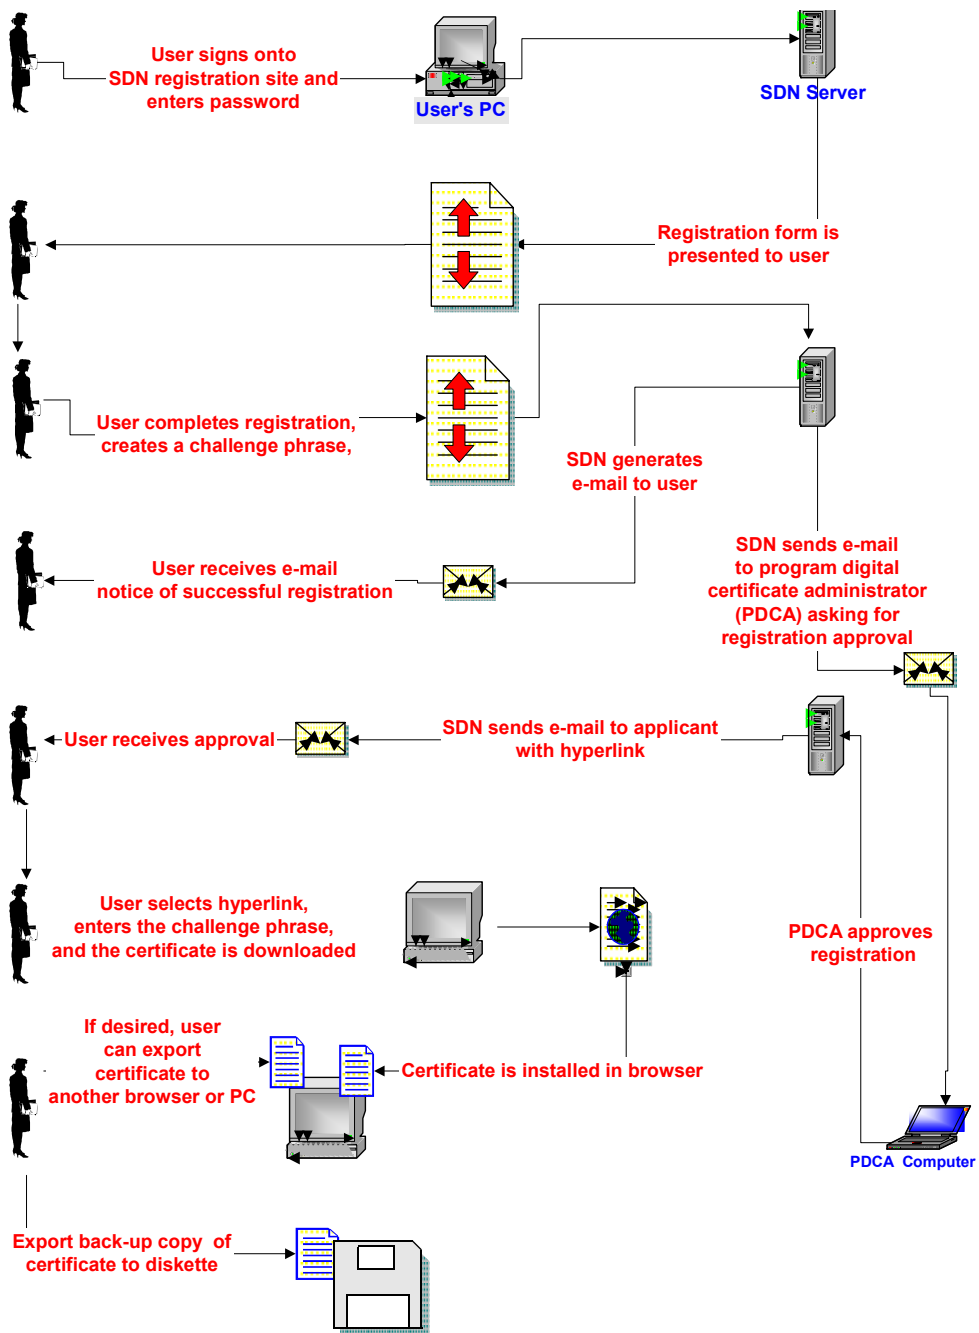 User signs onto
SDN registration site and
enters password
User's PC
SDN Server
Registration form is
presented to user
User completes registration,
creates a challenge phrase,
SDN generates
e-mail to user
User receives e-mail
notice of successful registration
SDN sends e-mail
to program digital
certificate administrator
(PDCA) asking for
registration approval
User receives approval
SDN sends e-mail to applicant
with hyperlink
User selects hyperlink,
enters the challenge phrase,
and the certificate is downloaded
PDCA approves
registration
If desired, user
can export
certificate to
another browser or PC
Certificate is installed in browser
PDCA Computer
Export back-up copy of
certificate to diskette